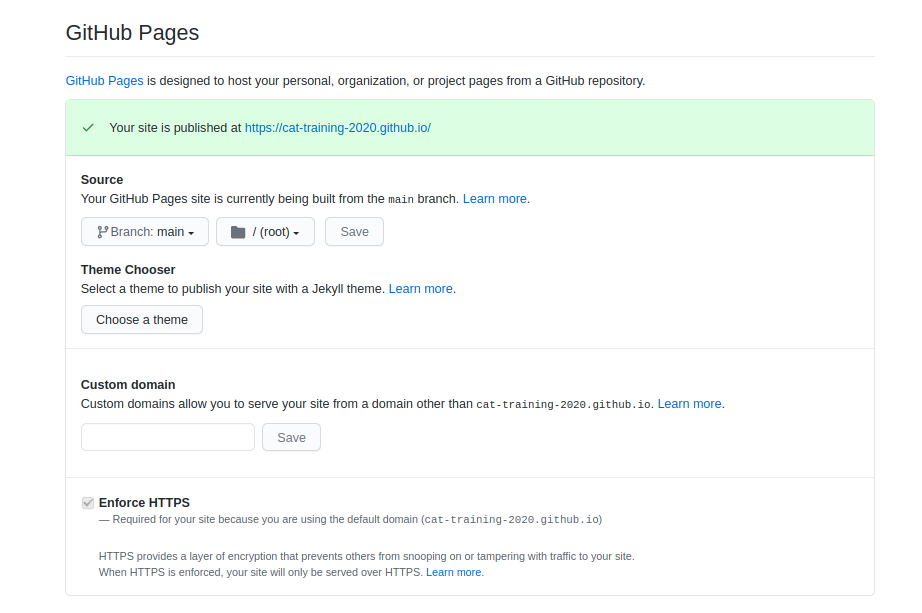 GitHub Pages
GitHub Pages is designed to host your personal, organization, or project pages from a GitHub repository.
Your site is published at https://cat-training-2020.github.io/
Source
Your GitHub Pages site is currently being built from the main branch. Learn more.
Branch: main / (root) Save
Theme Chooser
Select a theme to publish your site with a Jekyll theme. Learn more.
Choose a theme
Custom domain
Custom domains allow you to serve your site from a domain other than cat-training-2020.github.io. Learn more.
Save
Enforce HTTPS
— Required for your site because you are using the default domain (cat-training-2020.github.io)
HTTPS provides a layer of encryption that prevents others from snooping on or tampering with traffic to your site.
When HTTPS is enforced, your site will only be served over HTTPS. Learn more.